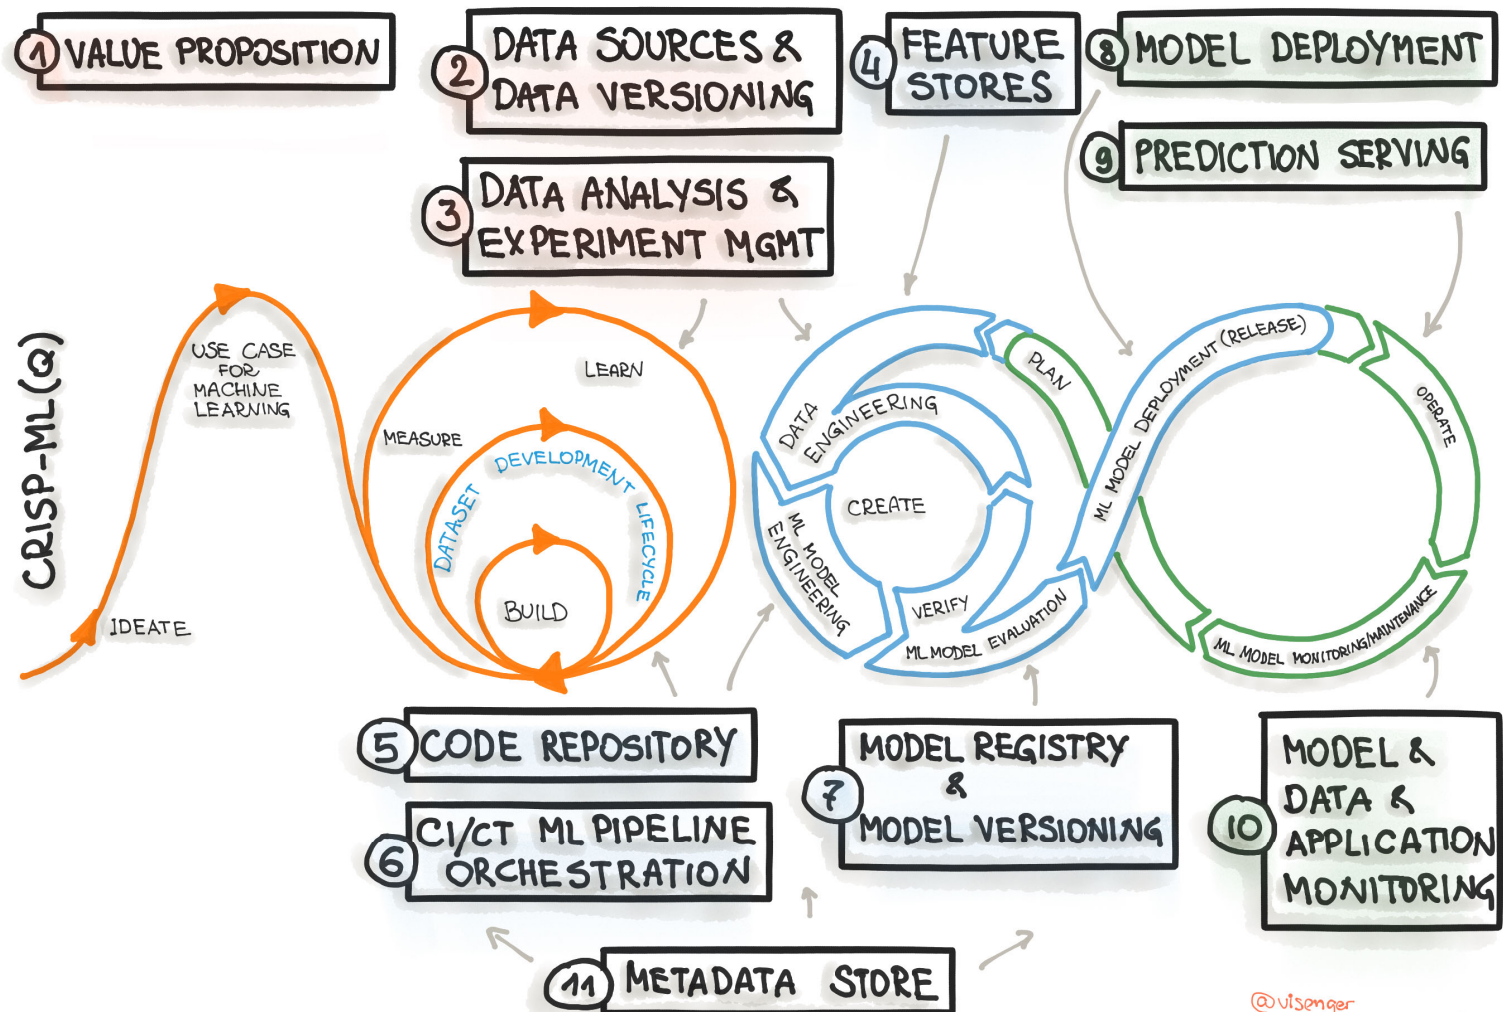 1 VALUE PROPOSITION
2 DATA SOURCES &
DATA VERSIONING
3 DATA ANALYSIS &
EXPERIMENT MGMT
4 FEATURE
STORES
8 MODEL DEPLOYMENT
9 PREDICTION SERVING
CRISP-ML(Q)
IDEATE
USE CASE
FOR
MACHINE
LEARNING
MEASURE
LEARN
DATASET DEVELOPMENT LIFECYCLE
BUILD
DATA
ENGINEERING
PLAN
CREATE
ML MODEL
ENGINEERING
VERIFY
ML MODEL EVALUATION
ML MODEL DEPLOYMENT (RELEASE)
OPERATE
ML MODEL MONITORING/MAINTENANCE
5 CODE REPOSITORY
6 CI/CT ML PIPELINE
ORCHESTRATION
7 MODEL REGISTRY
&
MODEL VERSIONING
10 MODEL &
DATA &
APPLICATION
MONITORING
11 METADATA STORE
@visenger